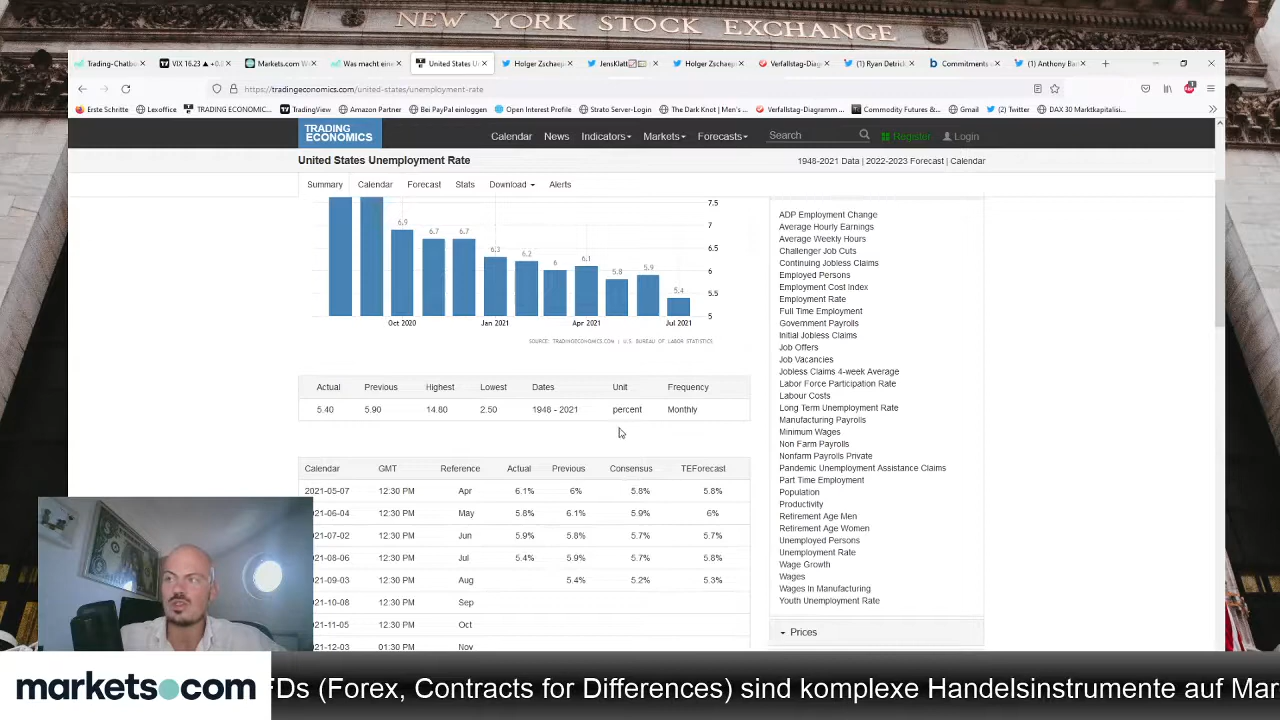 NEW YORK STOCK EXCHANGE
Trading-Chatbo
VIX 16.23 ▲ +0.
Markets.com W
Was macht eine
United States U
Holger Zschaep
JensKlatt
Holger Zschaep
Verfallstag-Diag
(1) Ryan Detrick
Commitments o
(1) Anthony Ba
https://tradingeconomics.com/united-states/unemployment-rate
Erste Schritte
Lexoffice
TRADING ECONOMIC...
TradingView
Amazon Partner
Bei PayPal einloggen
Open Interest Profile
Strato Server-Login
The Dark Knot | Men's ...
Verfallstag-Diagramm ...
Commodity Futures &...
Gmail
(2) Twitter
DAX 30 Marktkapitalisi...
TRADING
ECONOMICS
Calendar News Indicators Markets Forecasts Search Register Login
United States Unemployment Rate
1948-2021 Data | 2022-2023 Forecast | Calendar
Summary Calendar Forecast Stats Download Alerts
7.5
7
6.5
6
5.5
5
6.9
6.7
6.7
6.3
6.2
6
6.1
5.8
5.9
5.4
Oct 2020 Jan 2021 Apr 2021 Jul 2021
SOURCE: TRADINGECONOMICS.COM | U.S. BUREAU OF LABOR STATISTICS
Actual Previous Highest Lowest Dates Unit Frequency
5.40 5.90 14.80 2.50 1948 - 2021 percent Monthly
Calendar GMT Reference Actual Previous Consensus TEForecast
2021-05-07 12:30 PM Apr 6.1% 6% 5.8% 5.8%
2021-06-04 12:30 PM May 5.8% 6.1% 5.9% 6%
2021-07-02 12:30 PM Jun 5.9% 5.8% 5.7% 5.7%
2021-08-06 12:30 PM Jul 5.4% 5.9% 5.7% 5.8%
2021-09-03 12:30 PM Aug 5.4% 5.2% 5.3%
2021-10-08 12:30 PM Sep
2021-11-05 12:30 PM Oct
2021-12-03 01:30 PM Nov
ADP Employment Change
Average Hourly Earnings
Average Weekly Hours
Challenger Job Cuts
Continuing Jobless Claims
Employed Persons
Employment Cost Index
Employment Rate
Full Time Employment
Government Payrolls
Initial Jobless Claims
Job Offers
Job Vacancies
Jobless Claims 4-week Average
Labor Force Participation Rate
Labour Costs
Long Term Unemployment Rate
Manufacturing Payrolls
Minimum Wages
Non Farm Payrolls
Nonfarm Payrolls Private
Pandemic Unemployment Assistance Claims
Part Time Employment
Population
Productivity
Retirement Age Men
Retirement Age Women
Unemployed Persons
Unemployment Rate
Wage Growth
Wages
Wages In Manufacturing
Youth Unemployment Rate
Prices
markets.com
FDs (Forex, Contracts for Differences) sind komplexe Handelsinstrumente auf Mar